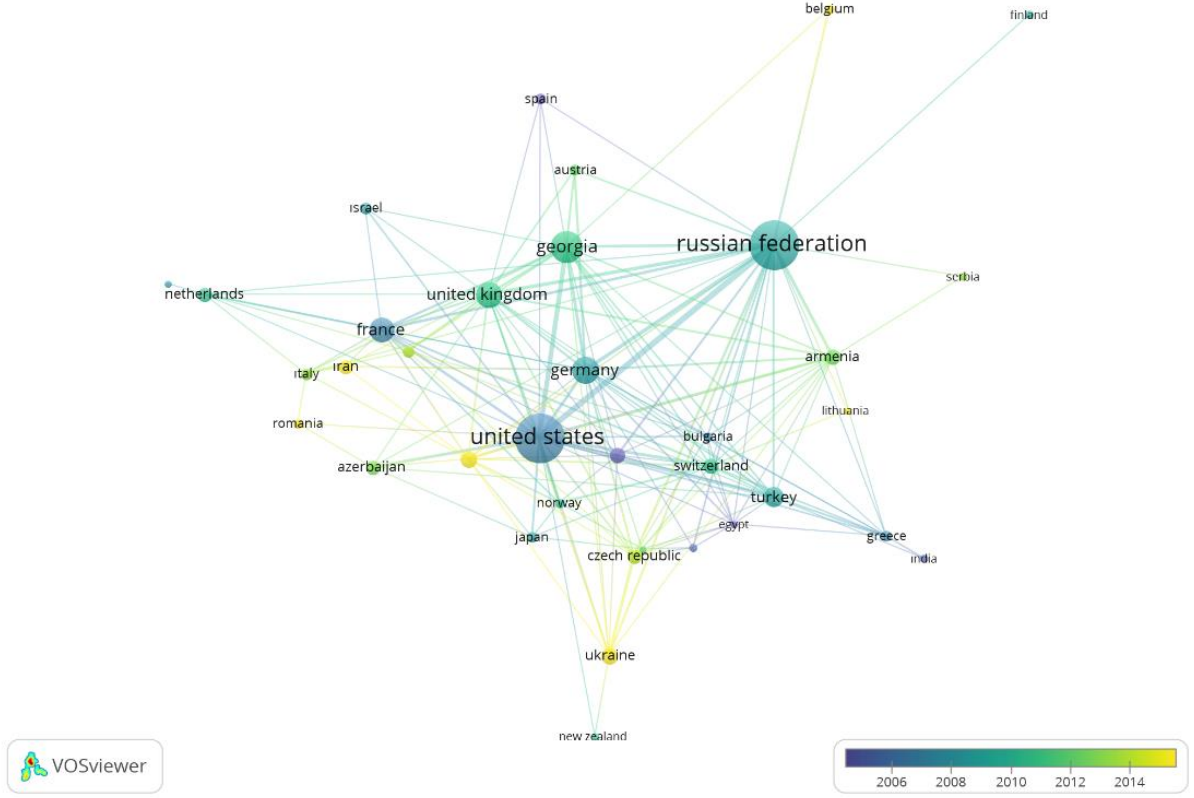 belgium
finland
spain
austria
israel
georgia
russian federation
serbia
netherlands
united kingdom
france
armenia
italy
iran
germany
lithuania
romania
united states
bulgaria
azerbaijan
switzerland
norway
turkey
egypt
japan
greece
czech republic
india
ukraine
new zealand
VOSviewer
2006 2008 2010 2012 2014